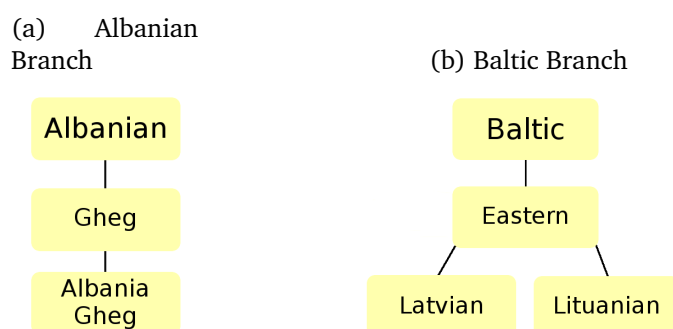 (a) Albanian
Branch
Albanian
Gheg
Albania
Gheg
(b) Baltic Branch
Baltic
Eastern
Latvian
Lituanian